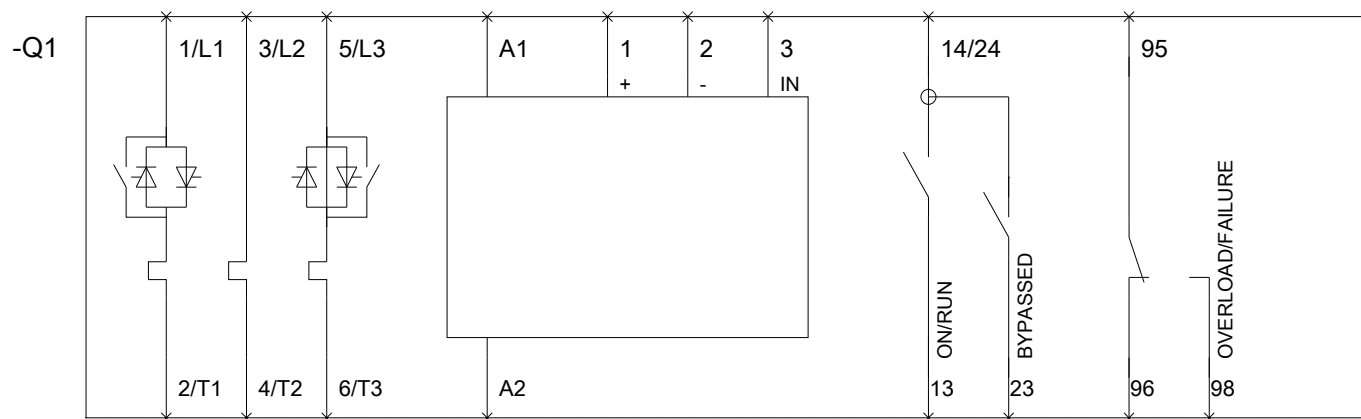 -Q1
1/L1 3/L2 5/L3 A1 1 2 3 14/24 95
+ - IN
ON/RUN
BYPASSED
OVERLOAD/FAILURE
2/T1 4/T2 6/T3 A2 13 23 96 98